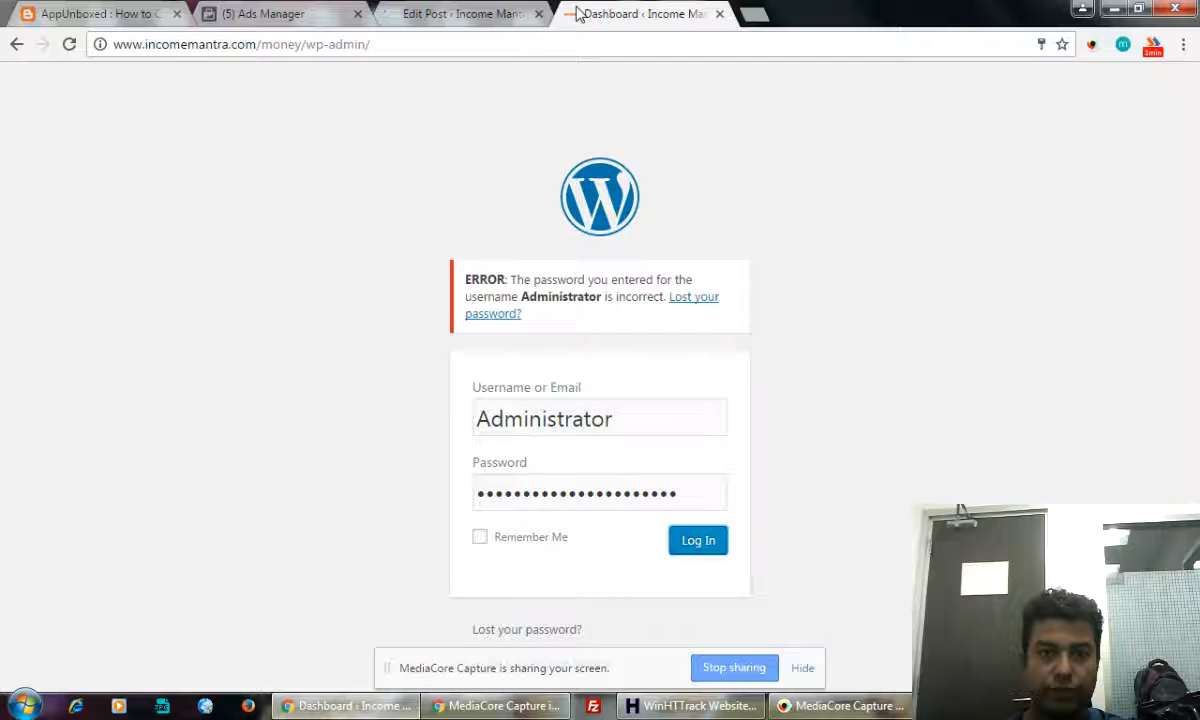 AppUnboxed : How to C
(5) Ads Manager
Edit Post ‹ Income Mant
Dashboard ‹ Income Ma
www.incomemantra.com/money/wp-admin/
m
1min
W
ERROR: The password you entered for the
username Administrator is incorrect. Lost your
password?
Username or Email
Administrator
Password
Remember Me
Log In
Lost your password?
MediaCore Capture is sharing your screen.
Stop sharing
Hide
Dashboard ‹ Income ...
MediaCore Capture i...
Fz
H
WinHTTrack Website...
MediaCore Capture ...